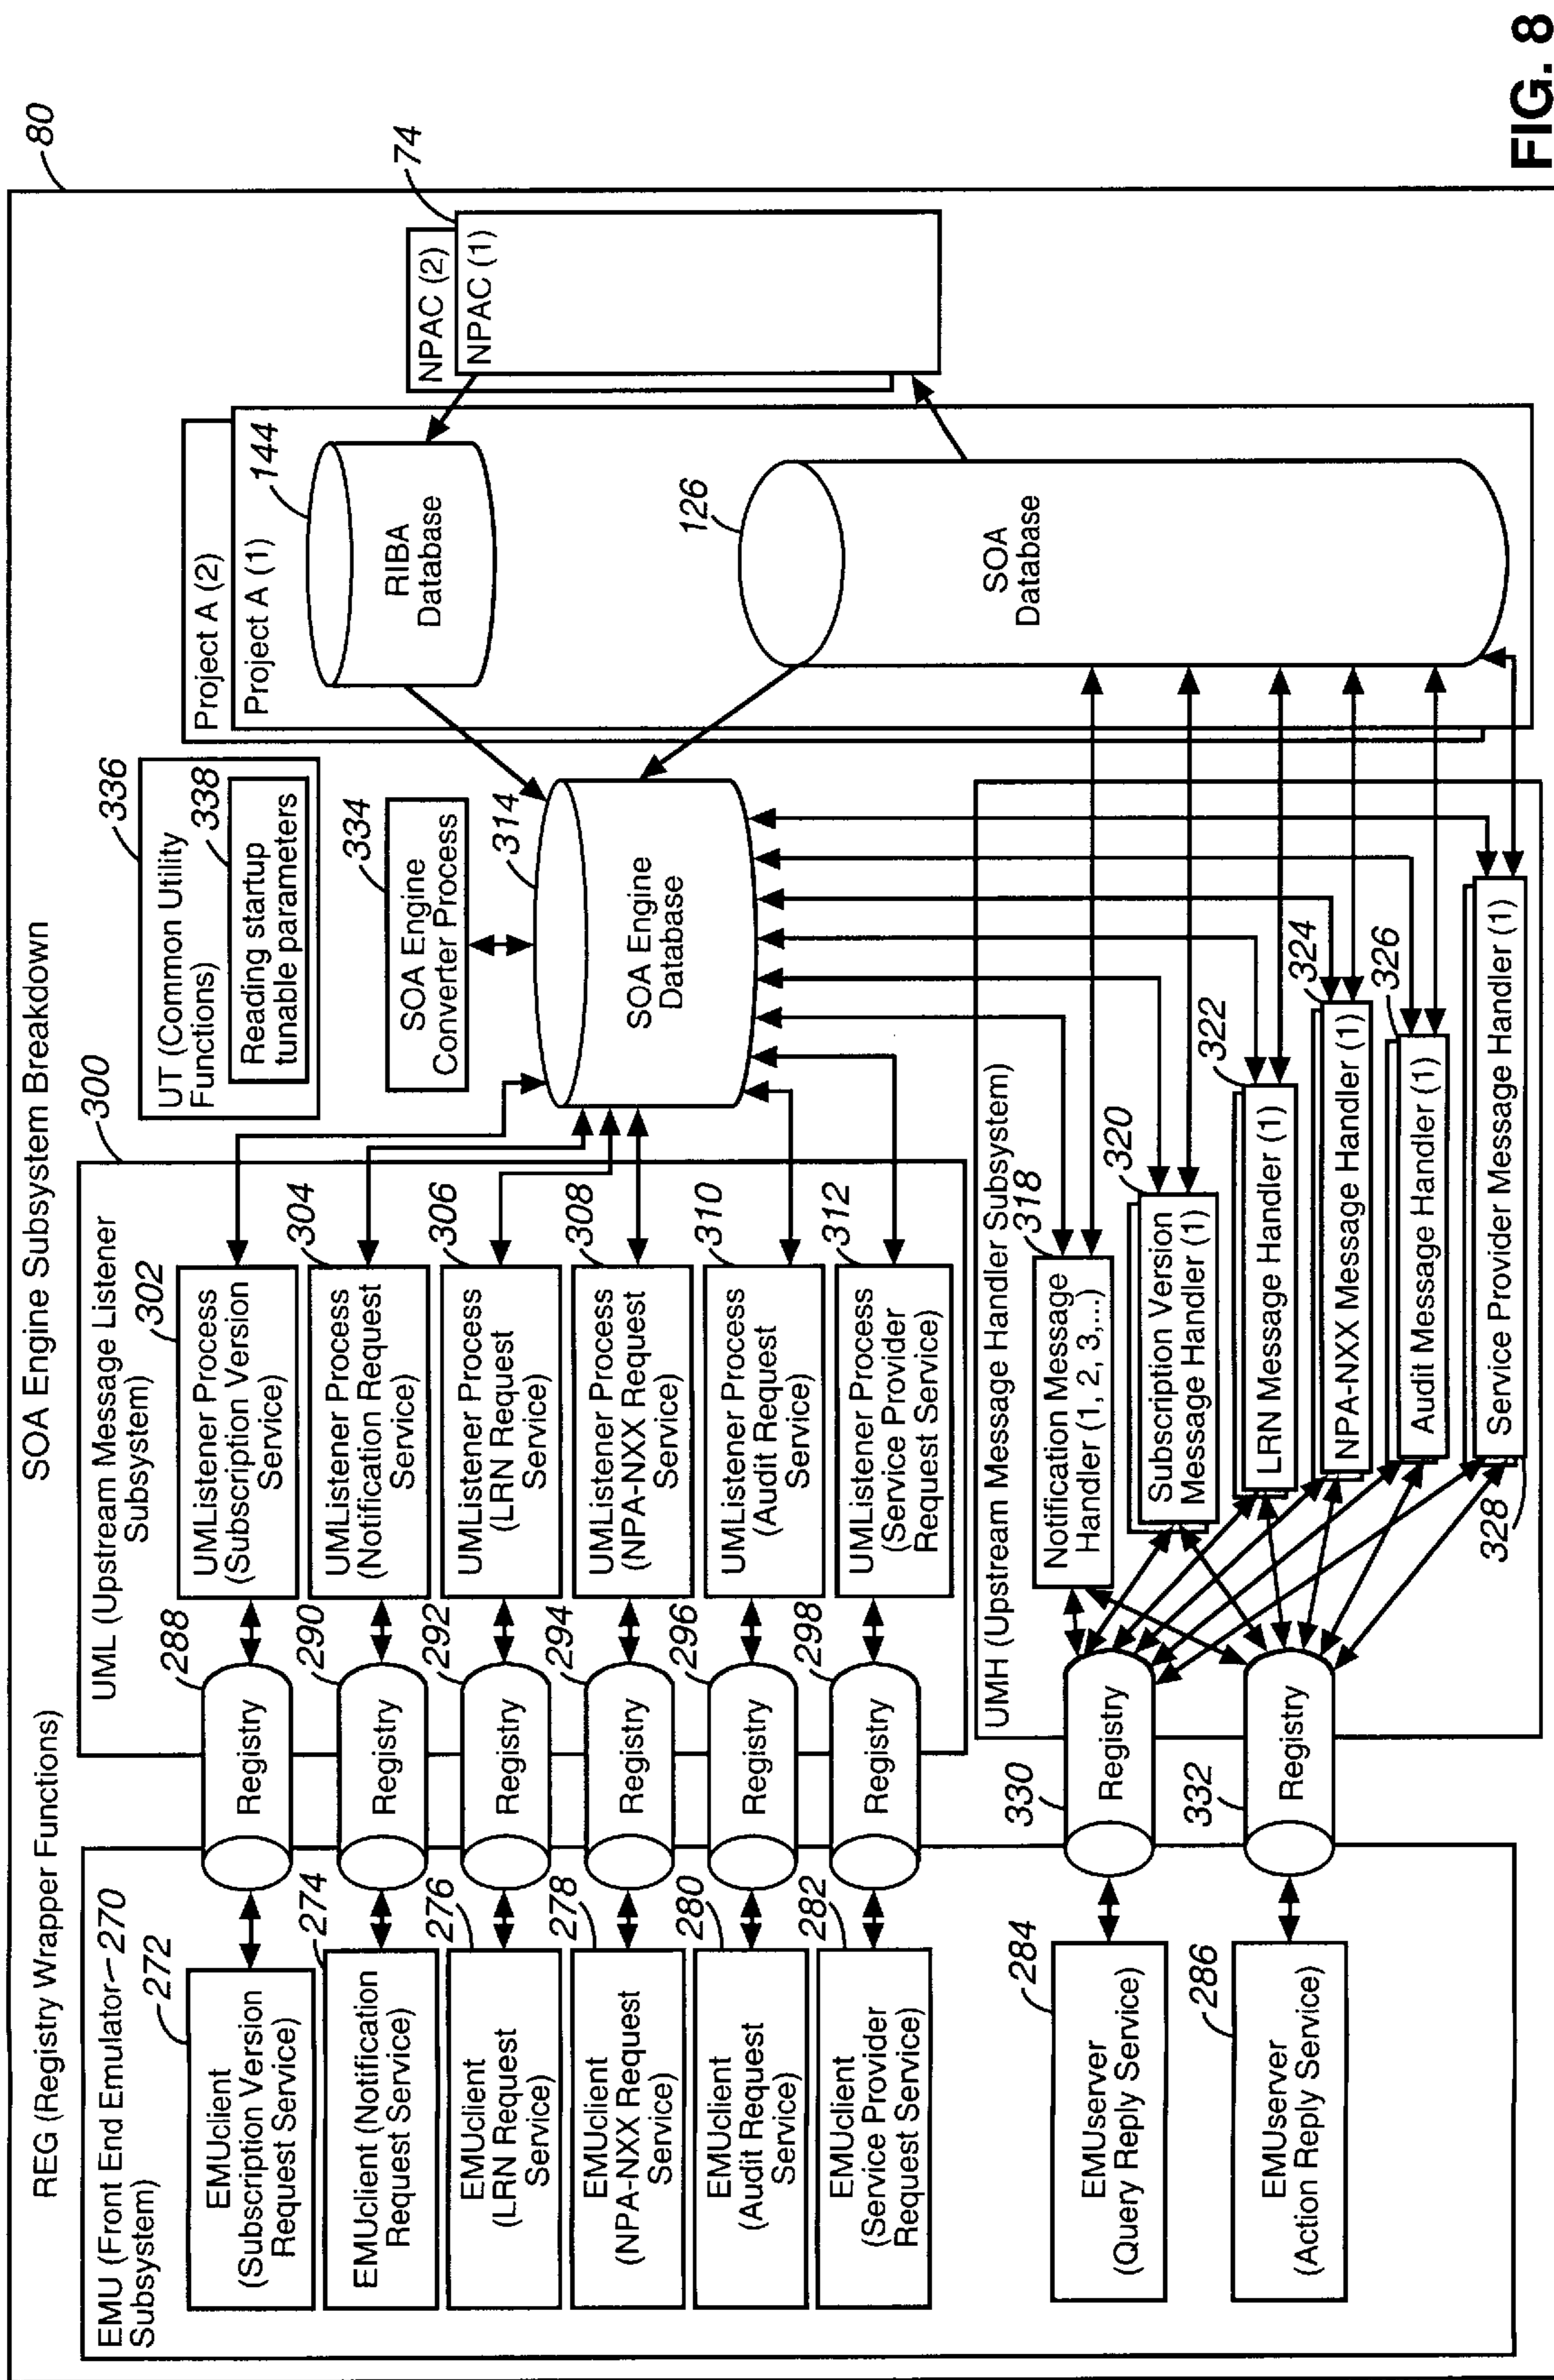 SOA Engine Subsystem Breakdown
80
REG (Registry Wrapper Functions)
EMU (Front End Emulator
Subsystem)
270
272
EMUclient
(Subscription Version
Request Service)
274
EMUclient (Notification
Request Service)
276
EMUclient
(LRN Request
Service)
278
EMUclient
(NPA-NXX Request
Service)
280
EMUclient
(Audit Request
Service)
282
EMUclient
(Service Provider
Request Service)
284
EMUserver
(Query Reply Service)
286
EMUserver
(Action Reply Service)
288
Registry
290
Registry
292
Registry
294
Registry
296
Registry
298
Registry
330
Registry
332
Registry
300
UML (Upstream Message Listener
Subsystem)
302
UMListener Process
(Subscription Version
Service)
304
UMListener Process
(Notification Request
Service)
306
UMListener Process
(LRN Request
Service)
308
UMListener Process
(NPA-NXX Request
Service)
310
UMListener Process
(Audit Request
Service)
312
UMListener Process
(Service Provider
Request Service)
UMH (Upstream Message Handler Subsystem)
318
Notification Message
Handler (1, 2, 3,...)
320
Subscription Version
Message Handler (1)
322
LRN Message Handler (1)
324
NPA-NXX Message Handler (1)
326
Audit Message Handler (1)
Service Provider Message Handler (1)
328
336
UT (Common Utility
Functions)
338
Reading startup
tunable parameters
334
SOA Engine
Converter Process
314
SOA Engine
Database
Project A (2)
Project A (1)
144
RIBA
Database
126
SOA
Database
74
NPAC (2)
NPAC (1)
FIG. 8